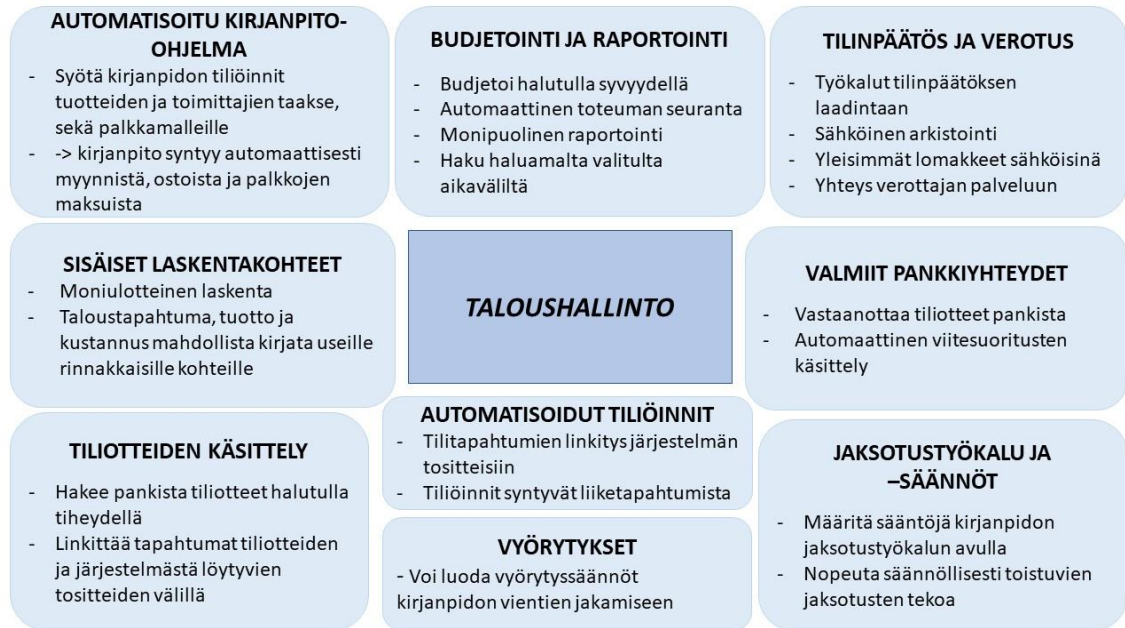 AUTOMATISOITU KIRJANPITO-
OHJELMA
- Syötä kirjanpidon tiliöinnit
tuotteiden ja toimittajien taakse,
sekä palkkamalleille
- -> kirjanpito syntyy automaattisesti
myynnistä, ostoista ja palkkojen
maksuista
BUDJETOINTI JA RAPORTOINTI
- Budjetoi halutulla syvyydellä
- Automaattinen toteuman seuranta
- Monipuolinen raportointi
- Haku haluamalta valitulta
aikaväliltä
TILINPÄÄTÖS JA VEROTUS
- Työkalut tilinpäätöksen
laadintaan
- Sähköinen arkistointi
- Yleisimmät lomakkeet sähköisinä
- Yhteys verottajan palveluun
SISÄISET LASKENTAKOHTEET
- Moniulotteinen laskenta
- Taloustapahtuma, tuotto ja
kustannus mahdollista kirjata useille
rinnakkaisille kohteille
TALOUSHALLINTO
VALMIIT PANKKIYHTEYDET
- Vastaanottaa tiliotteet pankista
- Automaattinen viitesuoritusten
käsittely
TILIOTTEIDEN KÄSITTELY
- Hakee pankista tiliotteet halutulla
tiheydellä
- Linkittää tapahtumat tiliotteiden
ja järjestelmästä löytyvien
tositteiden välillä
AUTOMATISOIDUT TILIÖINNIT
- Tilitapahtumien linkitys järjestelmän
tositteisiin
- Tiliöinnit syntyvät liiketapahtumista
VYÖRYTYKSET
- Voi luoda vyörytyssäännöt
kirjanpidon vientien jakamiseen
JAKSOTUSTYÖKALU JA
–SÄÄNNÖT
- Määritä sääntöjä kirjanpidon
jaksotustyökalun avulla
- Nopeuta säännöllisesti toistuvien
jaksotusten tekoa